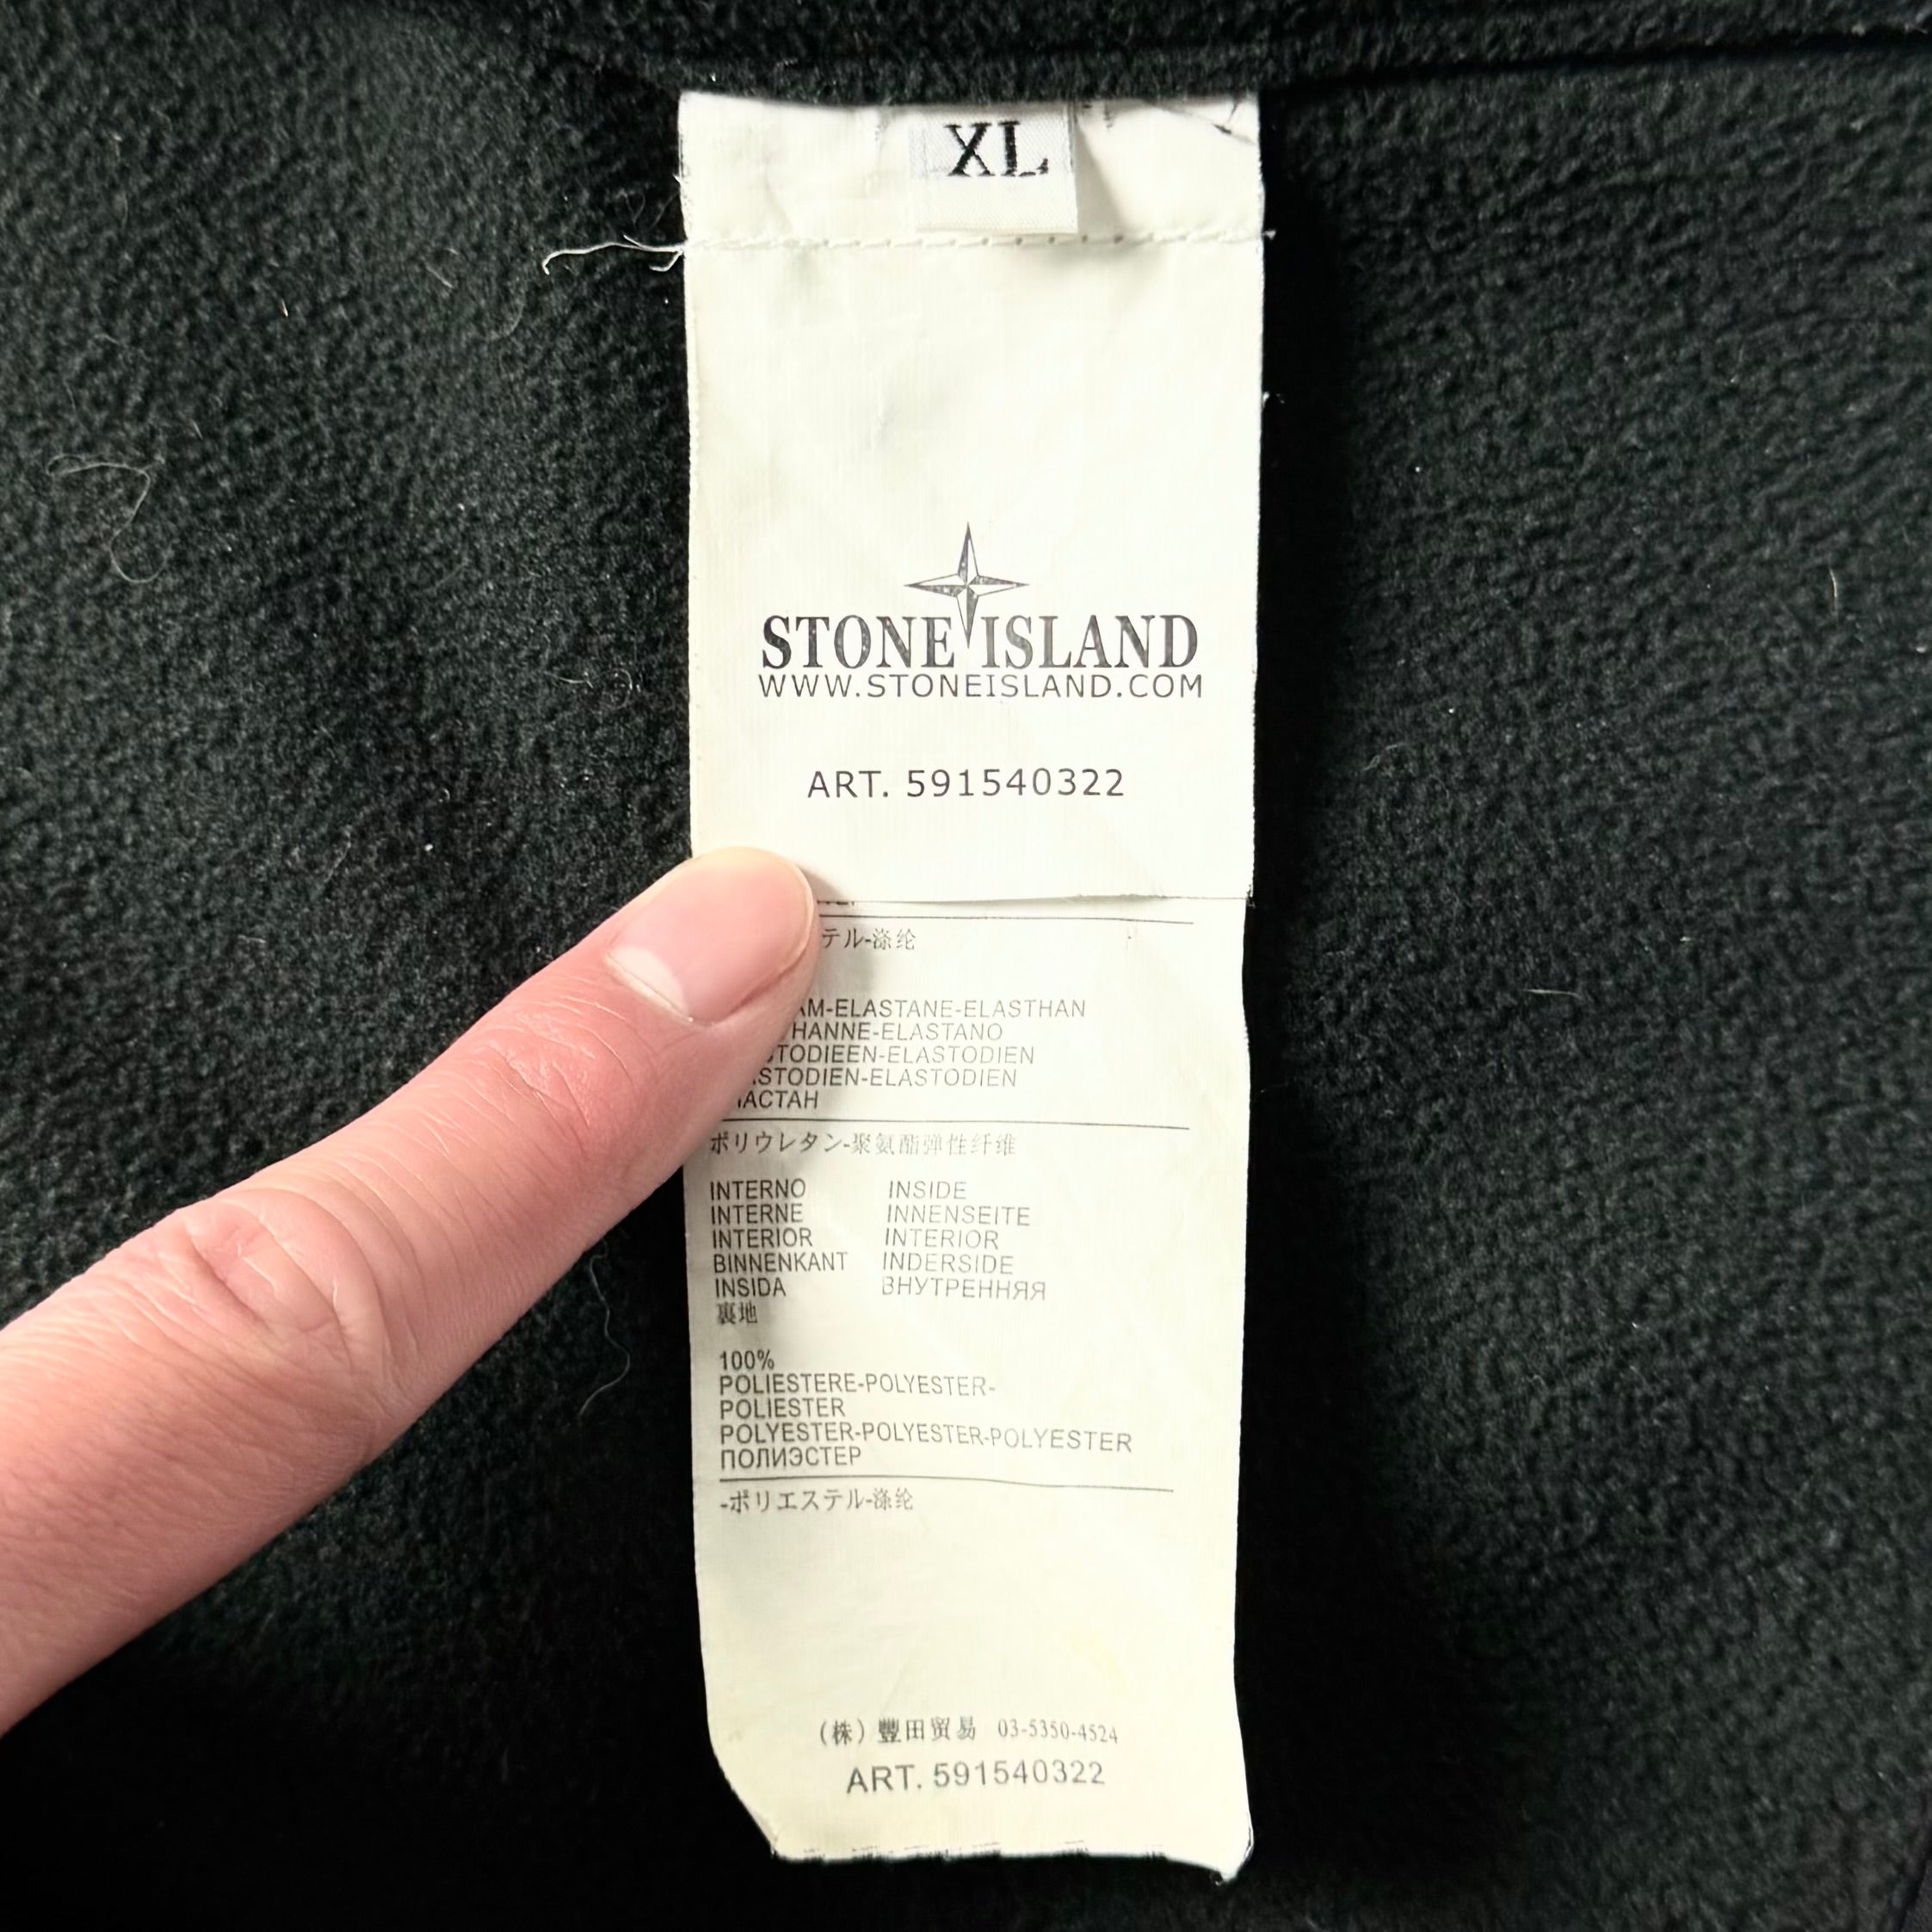 XL
STONE ISLAND
WWW.STONEISLAND.COM
ART. 591540322
テル-涤纶
AM-ELASTANE-ELASTHAN
HANNE-ELASTANO
TODIEEN-ELASTODIEN
ASTODIEN-ELASTODIEN
ЛАСТАН
ポリウレタン-聚氨酯弹性纤维
INTERNO INSIDE
INTERNE INNENSEITE
INTERIOR INTERIOR
BINNENKANT INDERSIDE
INSIDA ВНУТРЕННЯЯ
裏地
100%
POLIESTERE-POLYESTER-
POLIESTER
POLYESTER-POLYESTER-POLYESTER
ПОЛИЭСТЕР
-ポリエステル-涤纶
(株) 豐田贸易 03-5350-4524
ART. 591540322